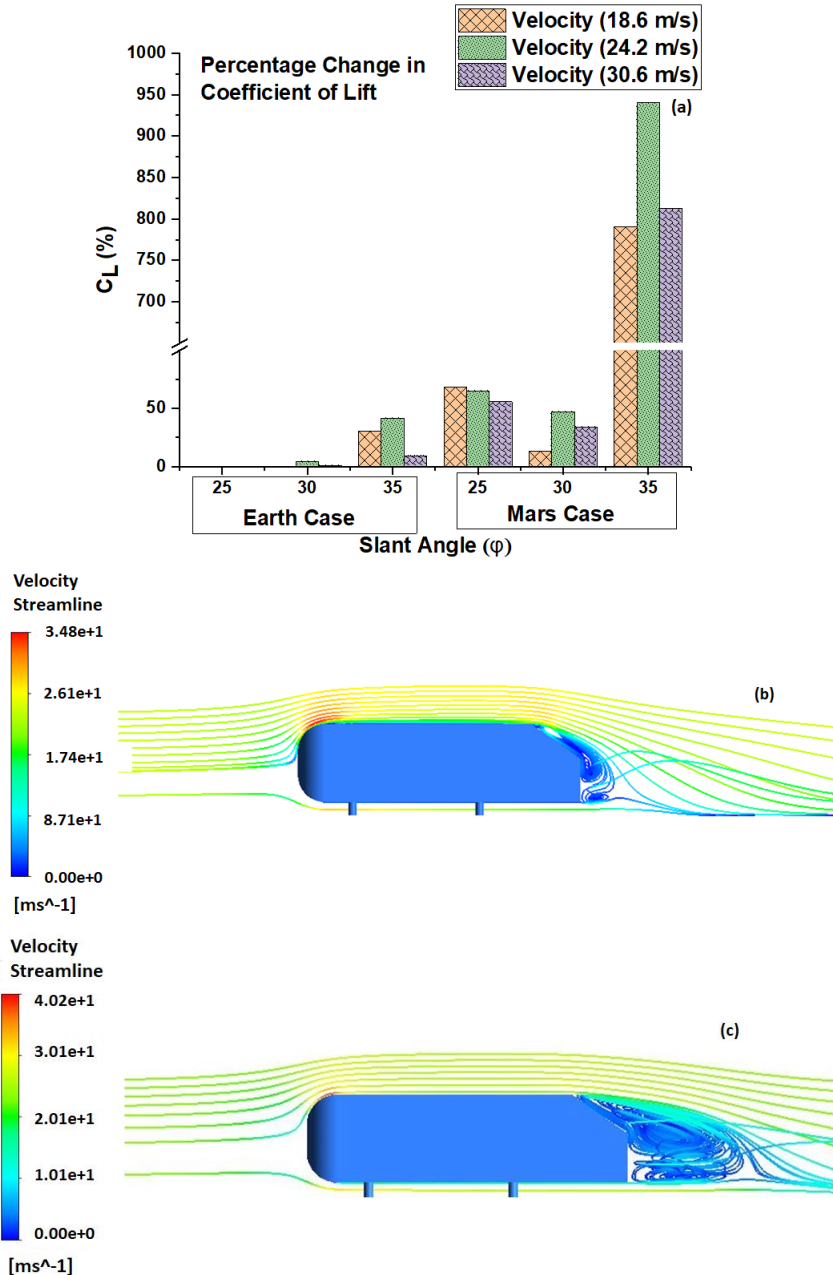 Velocity (18.6 m/s)
Velocity (24.2 m/s)
Velocity (30.6 m/s)
Percentage Change in
Coefficient of Lift
(a)
1000
950
900
850
800
750
700
50
0
CL (%)
25
30
35
25
30
35
Earth Case
Mars Case
Slant Angle (φ)
Velocity
Streamline
3.48e+1
2.61e+1
1.74e+1
8.71e+1
0.00e+0
[ms^-1]
(b)
Velocity
Streamline
4.02e+1
3.01e+1
2.01e+1
1.01e+1
0.00e+0
[ms^-1]
(c)